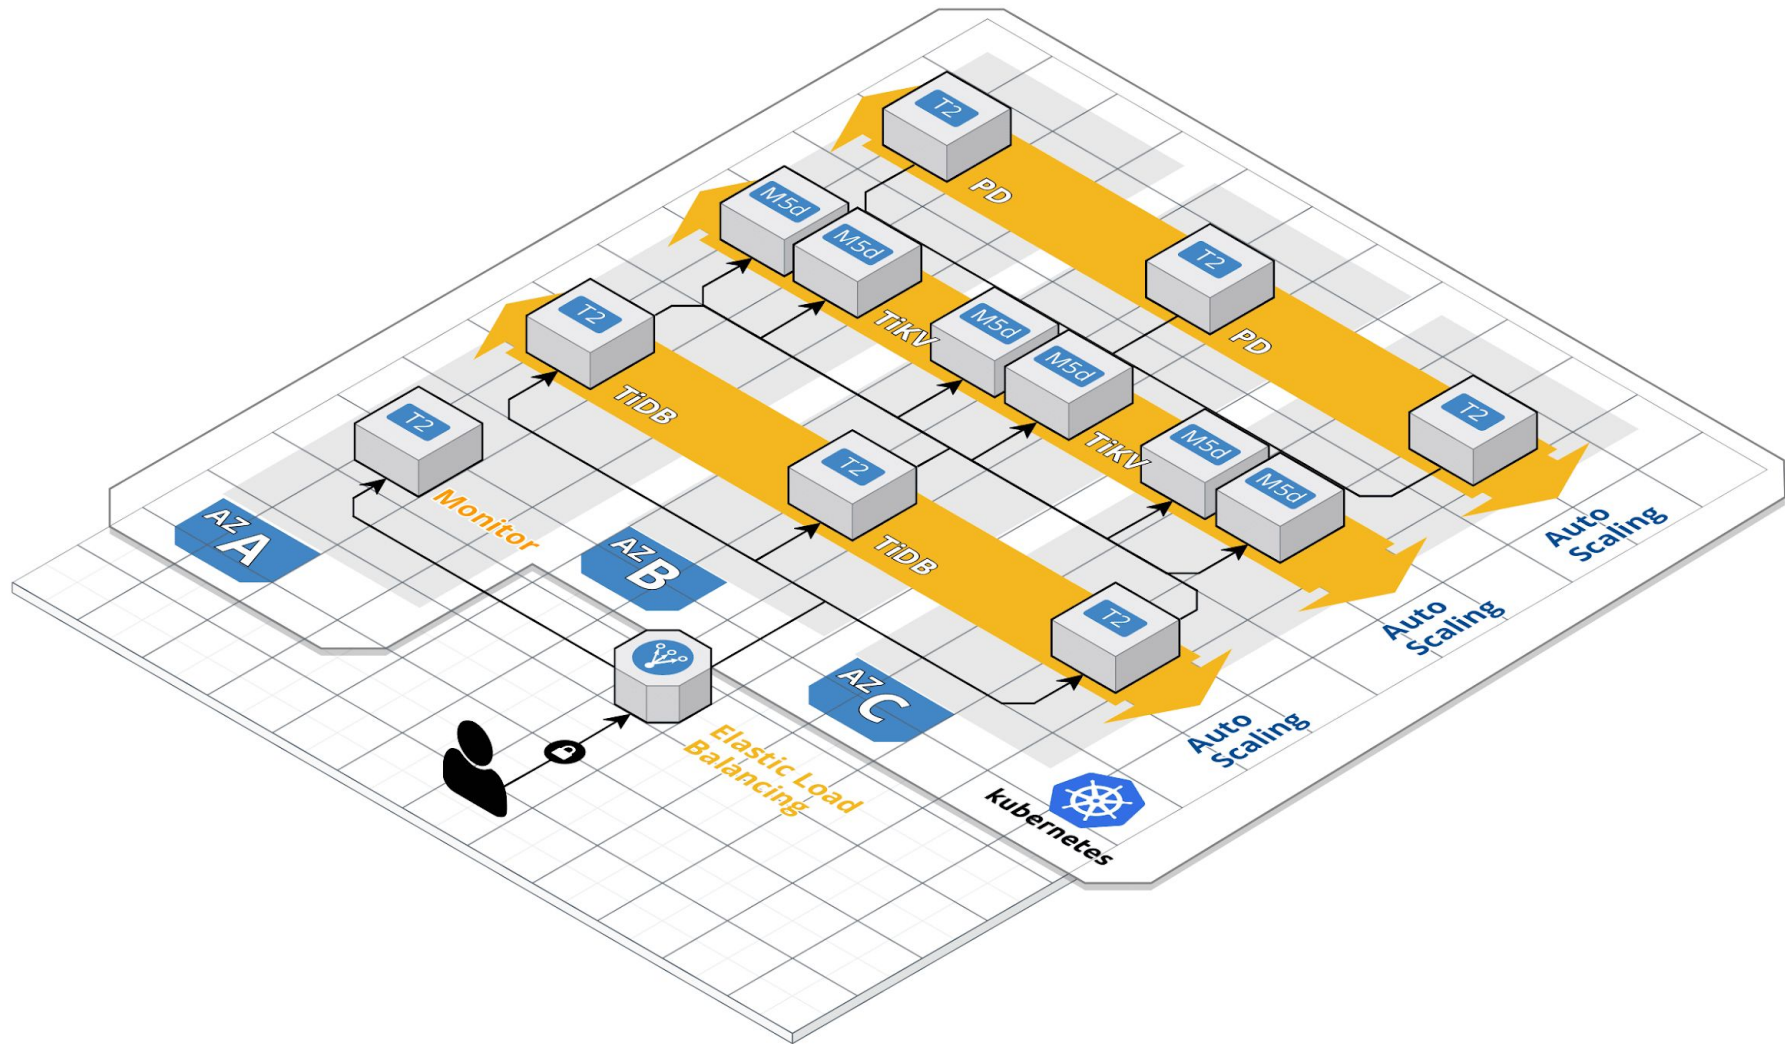 T2
PD
M5d
M5d
T2
T2
TiKV
M5d
PD
M5d
TiDB
T2
T2
Monitor
T2
TiKV
M5d
M5d
Auto
Scaling
AZ A
AZ B
TiDB
T2
Auto
Scaling
AZ C
Auto
Scaling
Elastic Load
Balancing
kubernetes